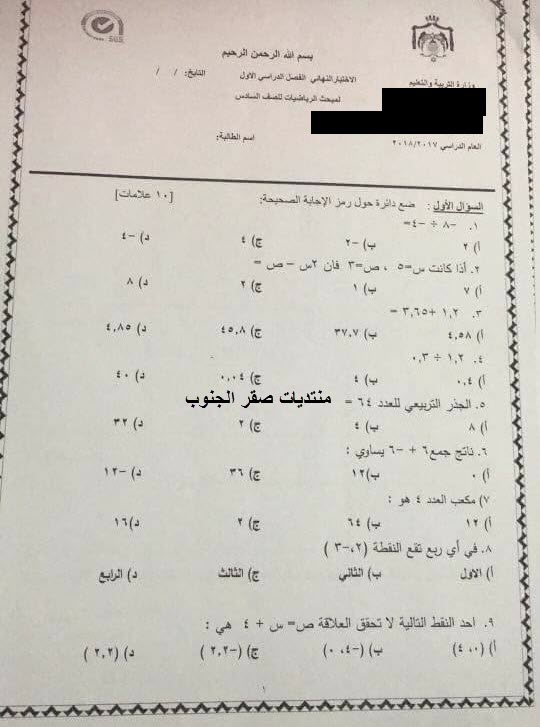 SGS
بسم الله الرحمن الرحيم
وزارة التربية والتعليم
الاختبار النهائي الفصل الدراسي الأول التاريخ: / /
لمبحث الرياضيات للصف السادس
العام الدراسي ٢٠١٨/٢٠١٧ اسم الطالبة:
السؤال الأول : ضع دائرة حول رمز الإجابة الصحيحة: [١٠ علامات]
١. -٨ ÷ -٤=
أ) ٢ ب) -٢ ج) ٤ د) -٤
٢. أذا كانت س=٥ ، ص=٣ فان ٢س - ص =
أ) ٧ ب) ١ ج) ٢ د) ٨
٣. ١,٢ +٣,٦٥ =
أ) ٤,٥٨ ب) ٣٧,٧ ج) ٤٥,٨ د) ٤,٨٥
٤. ١,٢ ÷ ٠,٣
أ) ٠,٤ ب) ٤ ج) ٠,٠٤ د) ٤٠
منتديات صقر الجنوب
٥. الجذر التربيعي للعدد ٦٤ =
أ) ٨ ب) ٤ ج) ٢ د) ٣٢
٦. ناتج جمع ٦ + -٦ يساوي :
أ) ٠ ب) ١٢ ج) ٣٦ د) -١٢
٧) مكعب العدد ٤ هو :
أ) ١٢ ب) ٦٤ ج) ٢ د) ١٦
٨. في أي ربع تقع النقطة (٢،-٣ )
أ) الاول ب) الثاني ج) الثالث د) الرابع
٩. احد النقط التالية لا تحقق العلاقة ص= س + ٤ هي :
أ) (٠، ٤) ب) (-٤، ٠) ج) (-٢,٢ ) د) (٢,٢ )
١